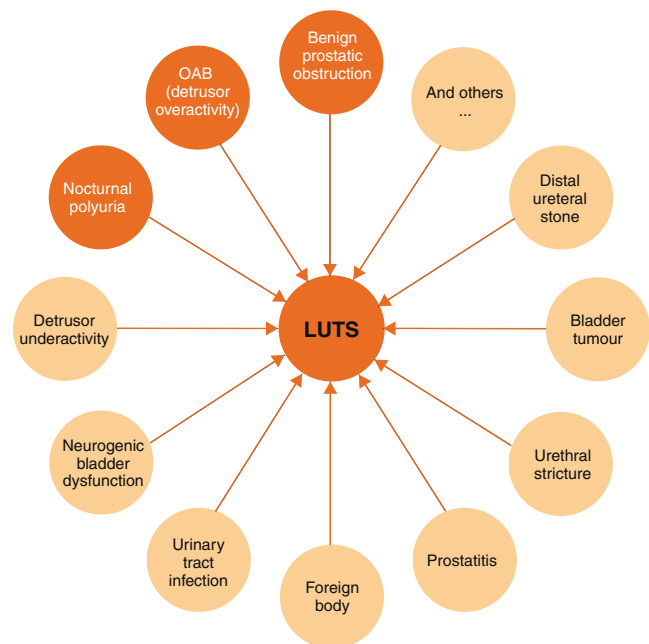 Benign
prostatic
obstruction
And others
...
Distal
ureteral
stone
Bladder
tumour
Urethral
stricture
Prostatitis
Foreign
body
Urinary
tract
infection
Neurogenic
bladder
dysfunction
Detrusor
underactivity
Nocturnal
polyuria
OAB
(detrusor
overactivity)
LUTS